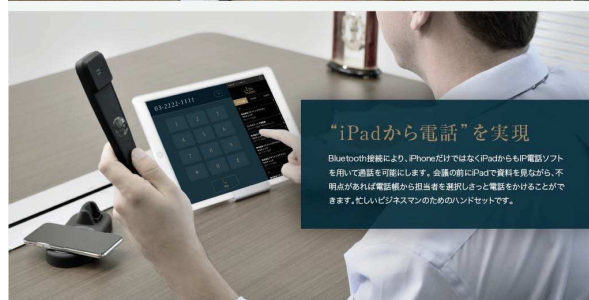 03-2222-1111
“iPadから電話”を実現
Bluetooth接続により、iPhoneだけではなくiPadからもIP電話ソフト
を用いて通話を可能にします。会議の前にiPadで資料を見ながら、不
明点があれば電話帳から担当者を選択しさっと電話をかけることがで
きます。忙しいビジネスマンのためのハンドセットです。